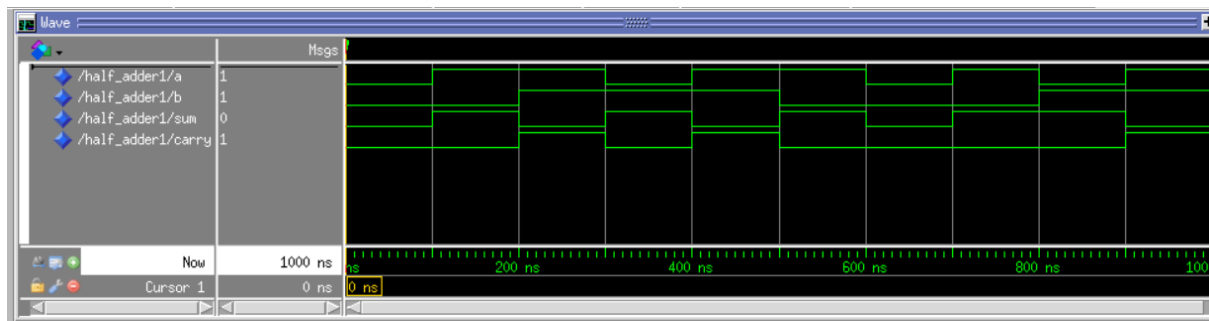 Wave
Msgs
/half_adder1/a 1
/half_adder1/b 1
/half_adder1/sum 0
/half_adder1/carry 1
Now 1000 ns ns 200 ns 400 ns 600 ns 800 ns 100
Cursor 1 0 ns 0 ns